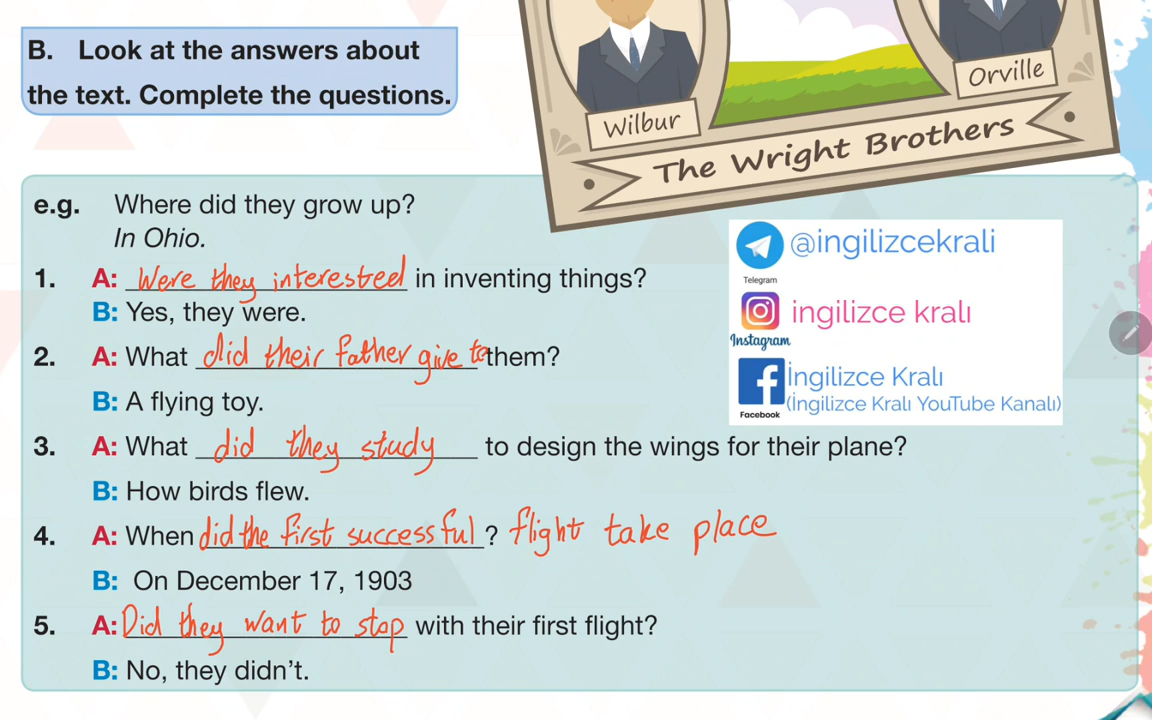 B. Look at the answers about
the text. Complete the questions.
Wilbur
Orville
The Wright Brothers
e.g. Where did they grow up?
In Ohio.
1. A: Were they interested in inventing things?
B: Yes, they were.
2. A: What did their father give to them?
B: A flying toy.
3. A: What did they study to design the wings for their plane?
B: How birds flew.
4. A: When did the first successful? flight take place
B: On December 17, 1903
5. A: Did they want to stop with their first flight?
B: No, they didn't.
@ingilizcekrali
Telegram
ingilizce kralı
Instagram
İngilizce Kralı
(İngilizce Kralı YouTube Kanalı)
Facebook